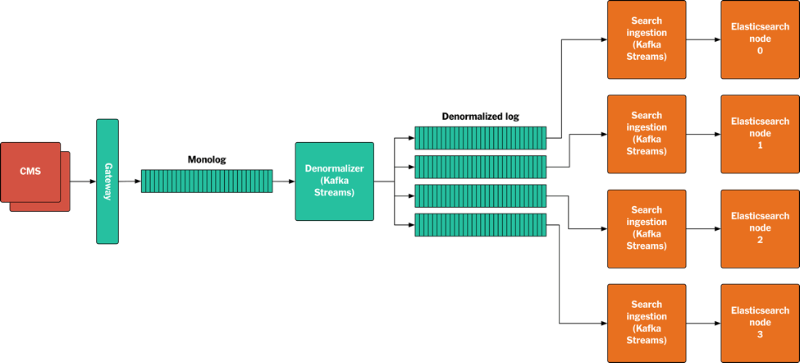 CMS
Gateway
Monolog
Denormalizer
(Kafka
Streams)
Denormalized log
Search
ingestion
(Kafka
Streams)
Elasticsearch
node
0
Search
ingestion
(Kafka
Streams)
Elasticsearch
node
1
Search
ingestion
(Kafka
Streams)
Elasticsearch
node
2
Search
ingestion
(Kafka
Streams)
Elasticsearch
node
3